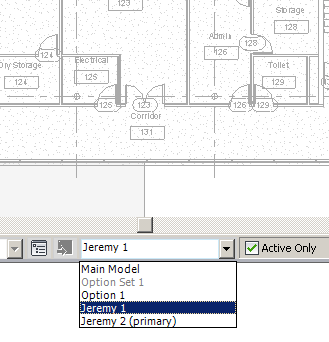 Storage
123
Admin
126
128
124
Electrical
125
Dry Storage
124
Toilet
129
125
123
126
129
Corridor
131
Jeremy 1
Active Only
Main Model
Option Set 1
Option 1
Jeremy 1
Jeremy 2 (primary)